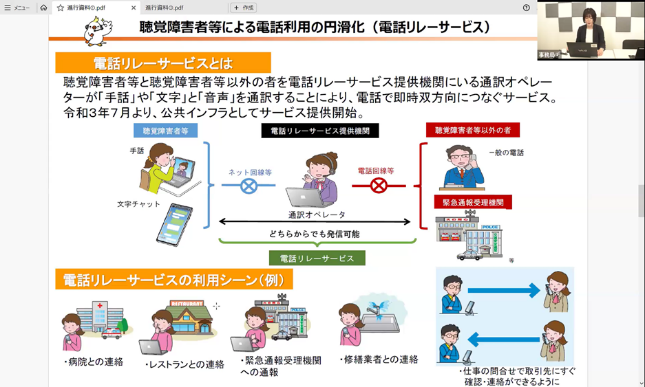 メニュー
進行資料②.pdf
進行資料③.pdf
+ 作成
聴覚障害者等による電話利用の円滑化（電話リレーサービス）
電話リレーサービスとは
聴覚障害者等と聴覚障害者等以外の者を電話リレーサービス提供機関にいる通訳オペレー
ターが「手話」や「文字」と「音声」を通訳することにより、電話で即時双方向につなぐサービス。
令和3年7月より、公共インフラとしてサービス提供開始。
聴覚障害者等
電話リレーサービス提供機関
聴覚障害者等以外の者
手話
ネット回線等
電話回線等
一般の電話
文字チャット
通訳オペレータ
緊急通報受理機関
POLICE
どちらからでも発信可能
等
電話リレーサービス
電話リレーサービスの利用シーン（例）
RESTAURANT
・病院との連絡
・レストランとの連絡
・緊急通報受理機関
への通報
・修繕業者との連絡
・仕事の問合せで取引先にすぐ
確認・連絡ができるように